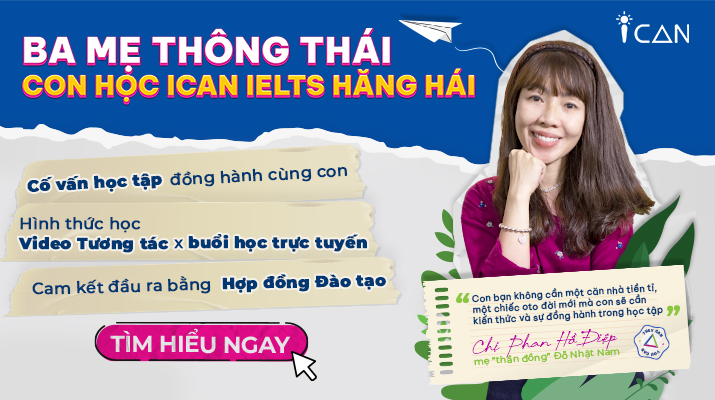 ican
BA MẸ THÔNG THÁI
CON HỌC ICAN IELTS HĂNG HÁI
Cố vấn học tập đồng hành cùng con
Hình thức học
Video Tương tác x buổi học trực tuyến
Cam kết đầu ra bằng Hợp đồng Đào tạo
TÌM HIỂU NGAY
“Con bạn không cần một căn nhà tiền tỉ,
một chiếc oto đời mới mà con sẽ cần
kiến thức và sự đồng hành trong học tập”
Chị Phan Hồ Điệp
mẹ "thần đồng" Đỗ Nhật Nam